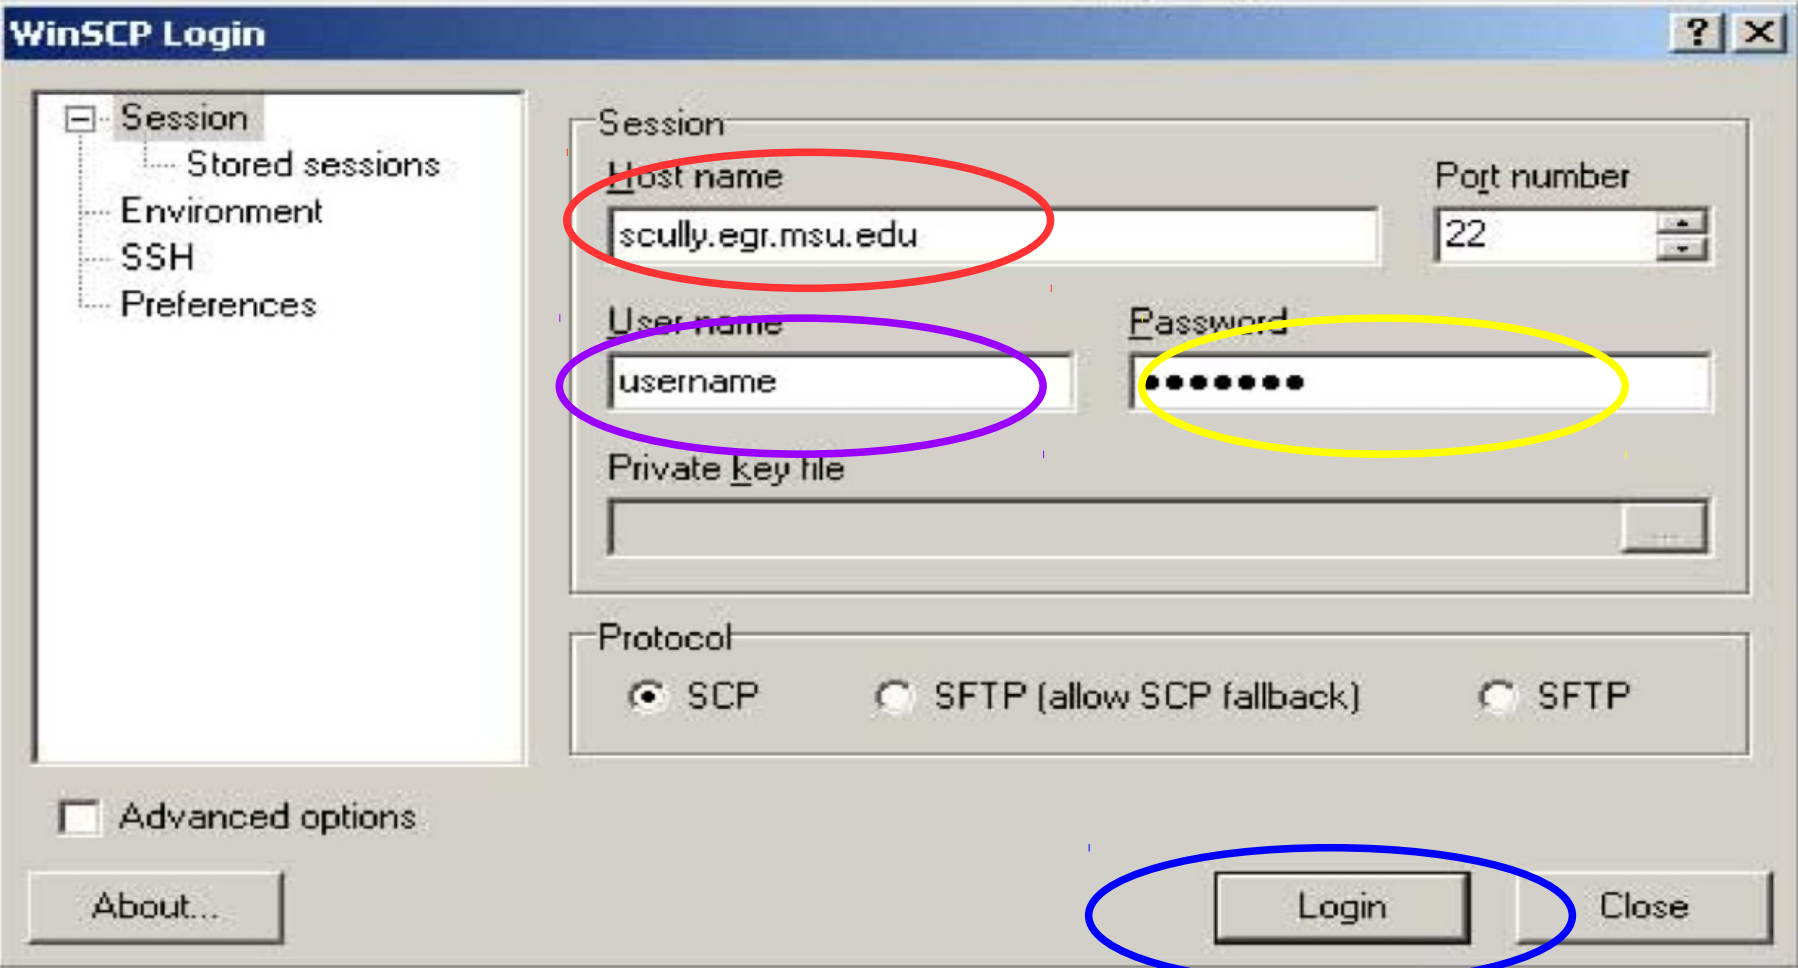 WinSCP Login
Session
Stored sessions
Environment
SSH
Preferences
Advanced options
About...
Session
Host name
Port number
scully.egr.msu.edu
22
User name
Password
username
•••••••
Private key file
...
Protocol
SCP
SFTP (allow SCP fallback)
SFTP
Login
Close